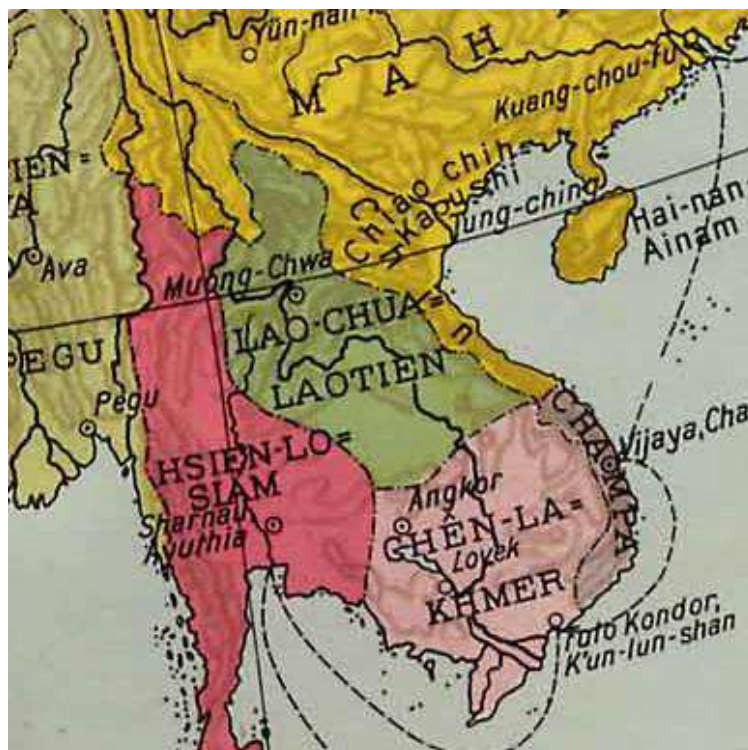 Yün-nan-
M A H
Kuang-chou-fu
IEN=
A
Chiao chih=
Kapushi
Tung-ching
Hai-nan-
Ainam
Ava
Muong-Chwa
LAO-CHUA=
LAOTIEN
PEGU
Pegu
CHAMPA
Vijaya, Cha
HSIEN-LO=
SIAM
Sharnau
Ayuthia
Angkor
CHÊN-LA=
Lovek
KHMER
Pulo Kondor,
K'un-lun-shan